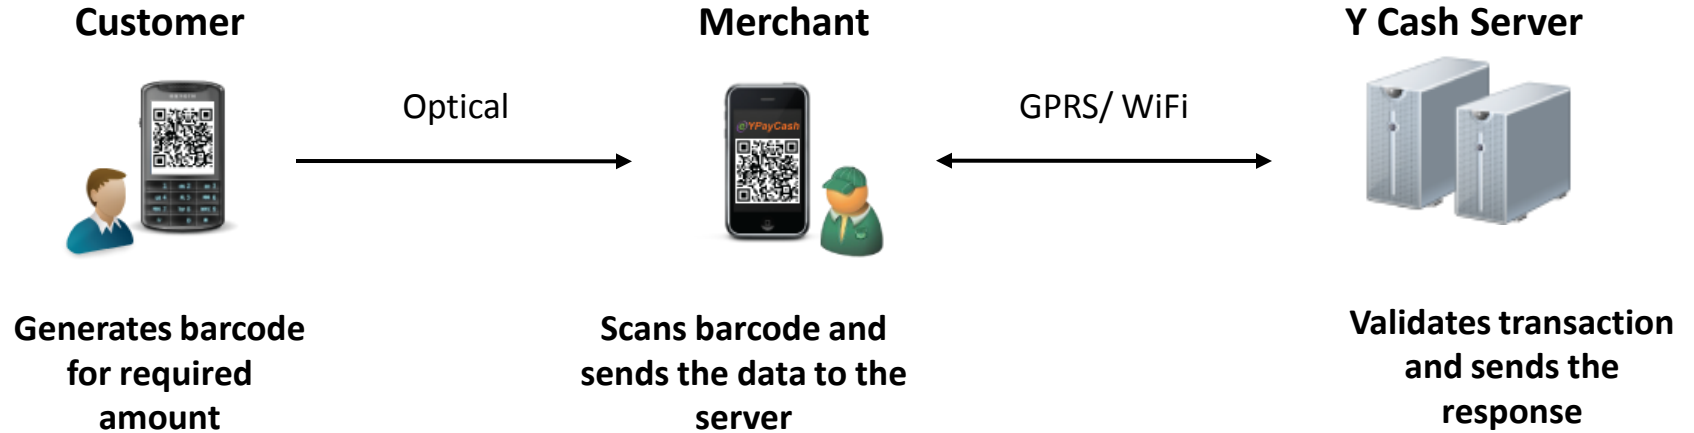 Customer
Merchant
Y Cash Server
Optical
GPRS/ WiFi
YPayCash
Generates barcode
for required
amount
Scans barcode and
sends the data to the
server
Validates transaction
and sends the
response